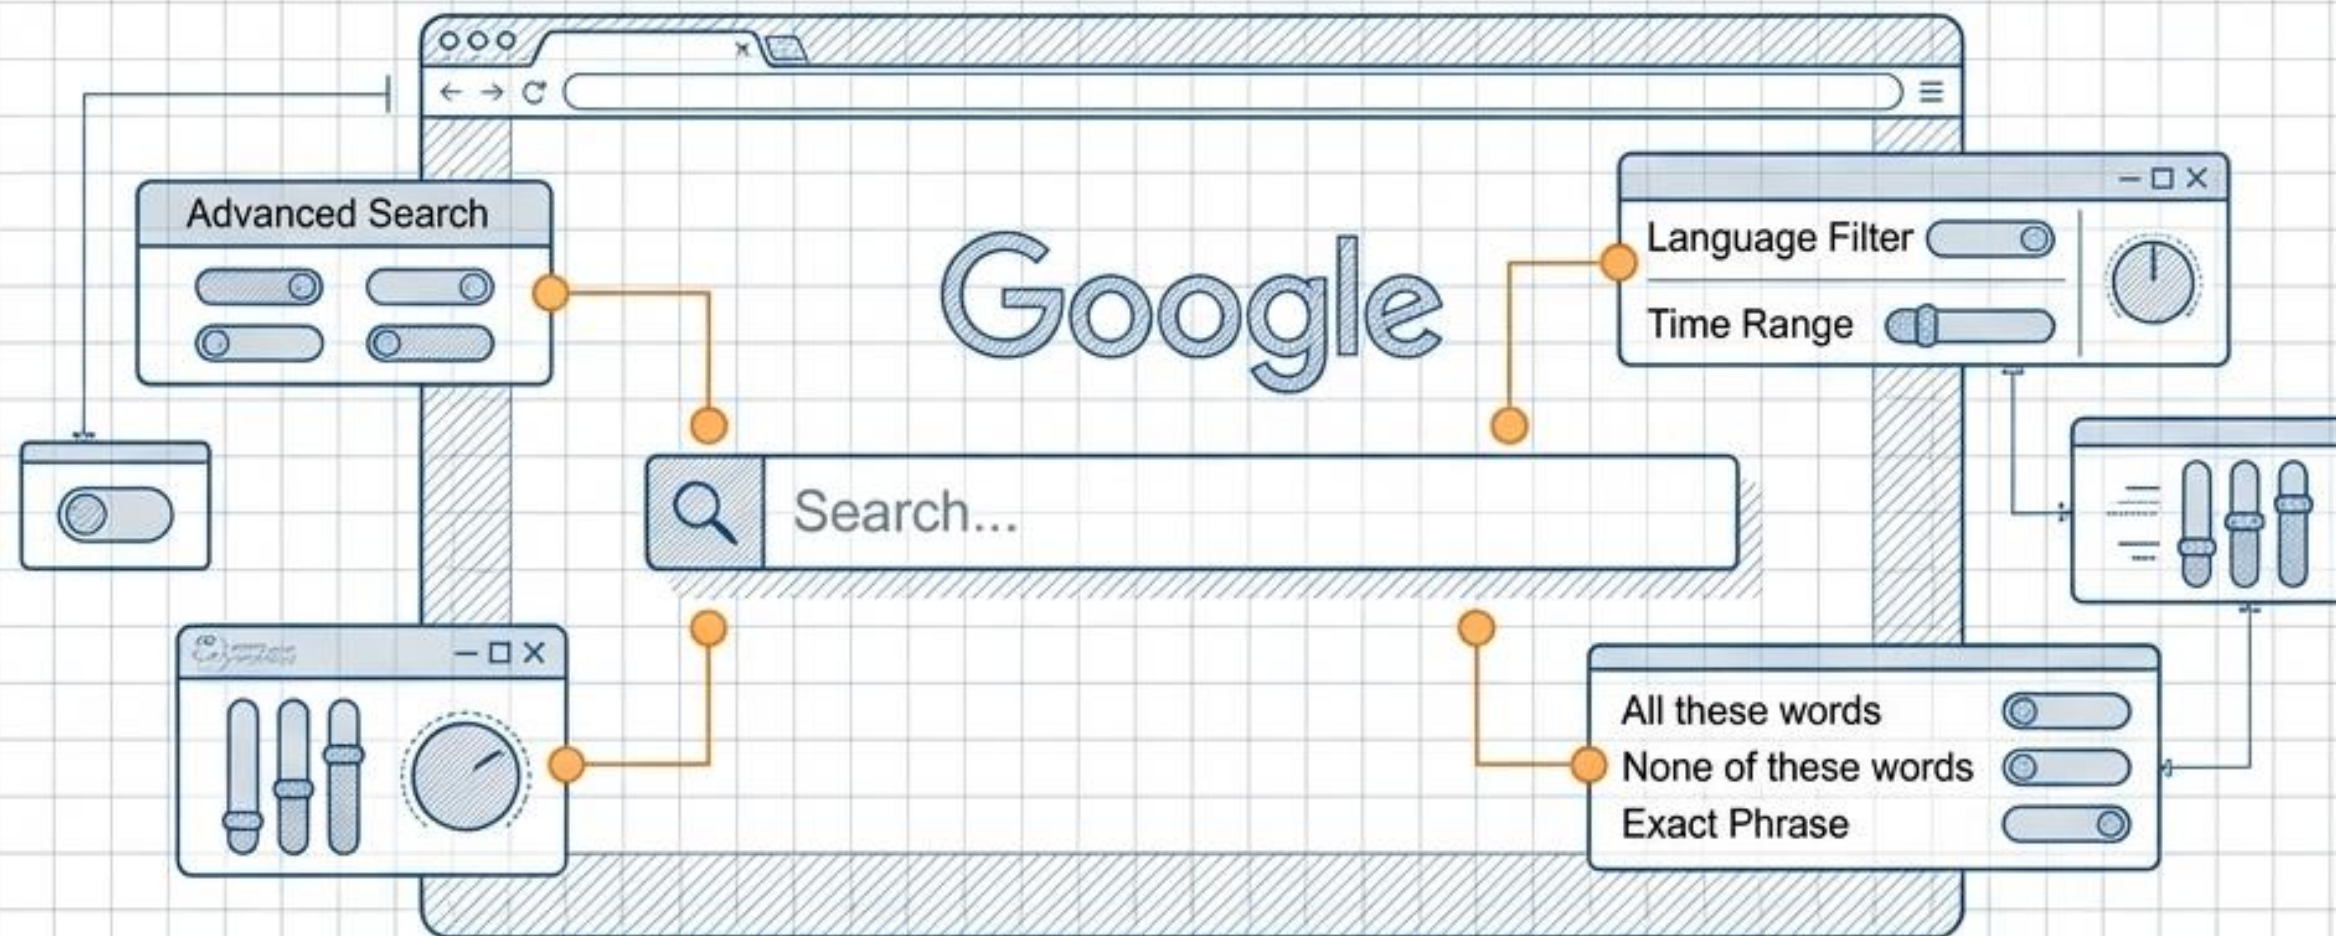 Advanced Search
Google
Language Filter
Time Range
Search...
All these words
None of these words
Exact Phrase